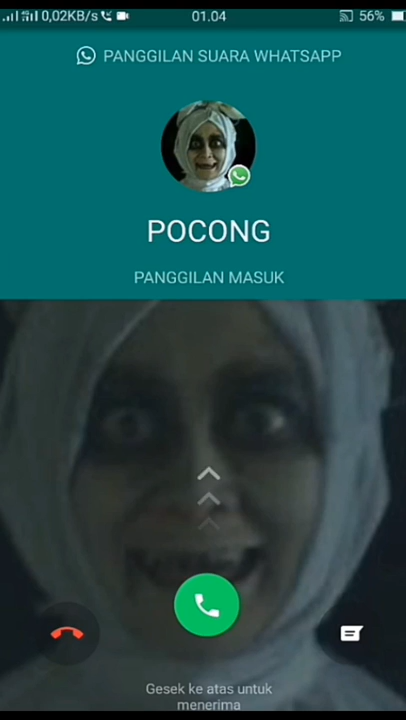 0,02KB/s 01.04 56%
PANGGILAN SUARA WHATSAPP
POCONG
PANGGILAN MASUK
Gesek ke atas untuk
menerima